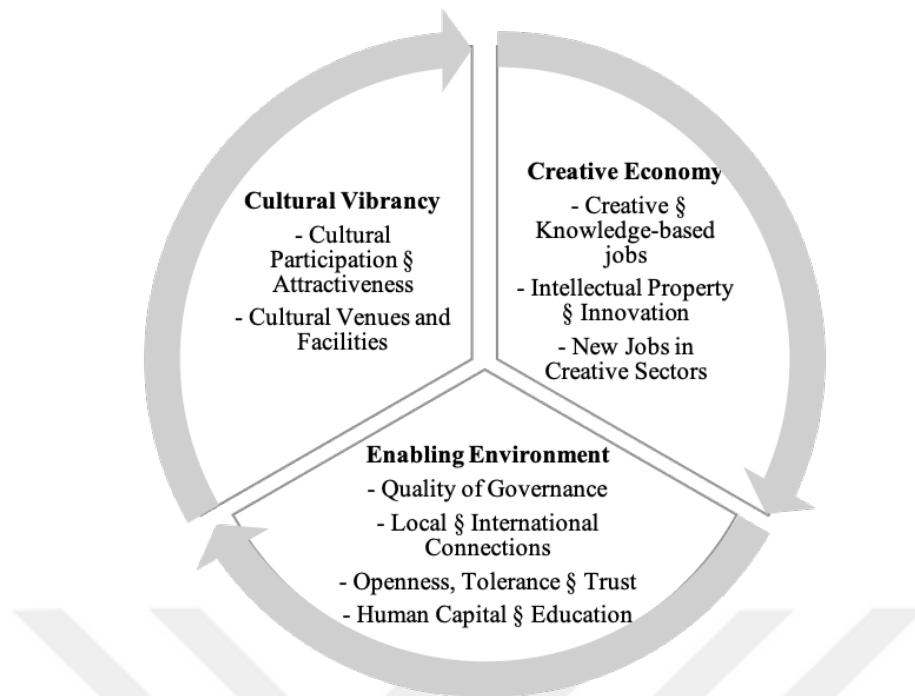 Cultural Vibrancy
- Cultural
Participation §
Attractiveness
- Cultural Venues and
Facilities
Creative Economy
- Creative §
Knowledge-based
jobs
- Intellectual Property
§ Innovation
- New Jobs in
Creative Sectors
Enabling Environment
- Quality of Governance
- Local § International
Connections
- Openness, Tolerance § Trust
- Human Capital § Education